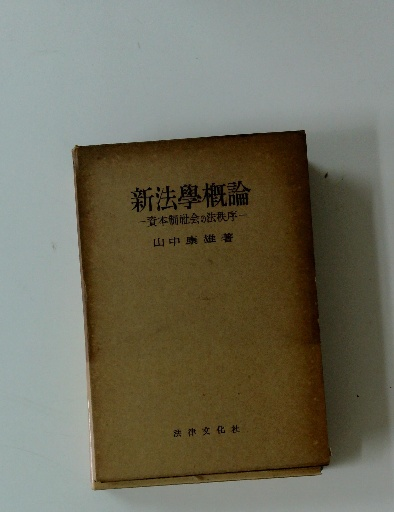 新法學概論
－資本制社会の法秩序－
山中康雄著
法律文化社